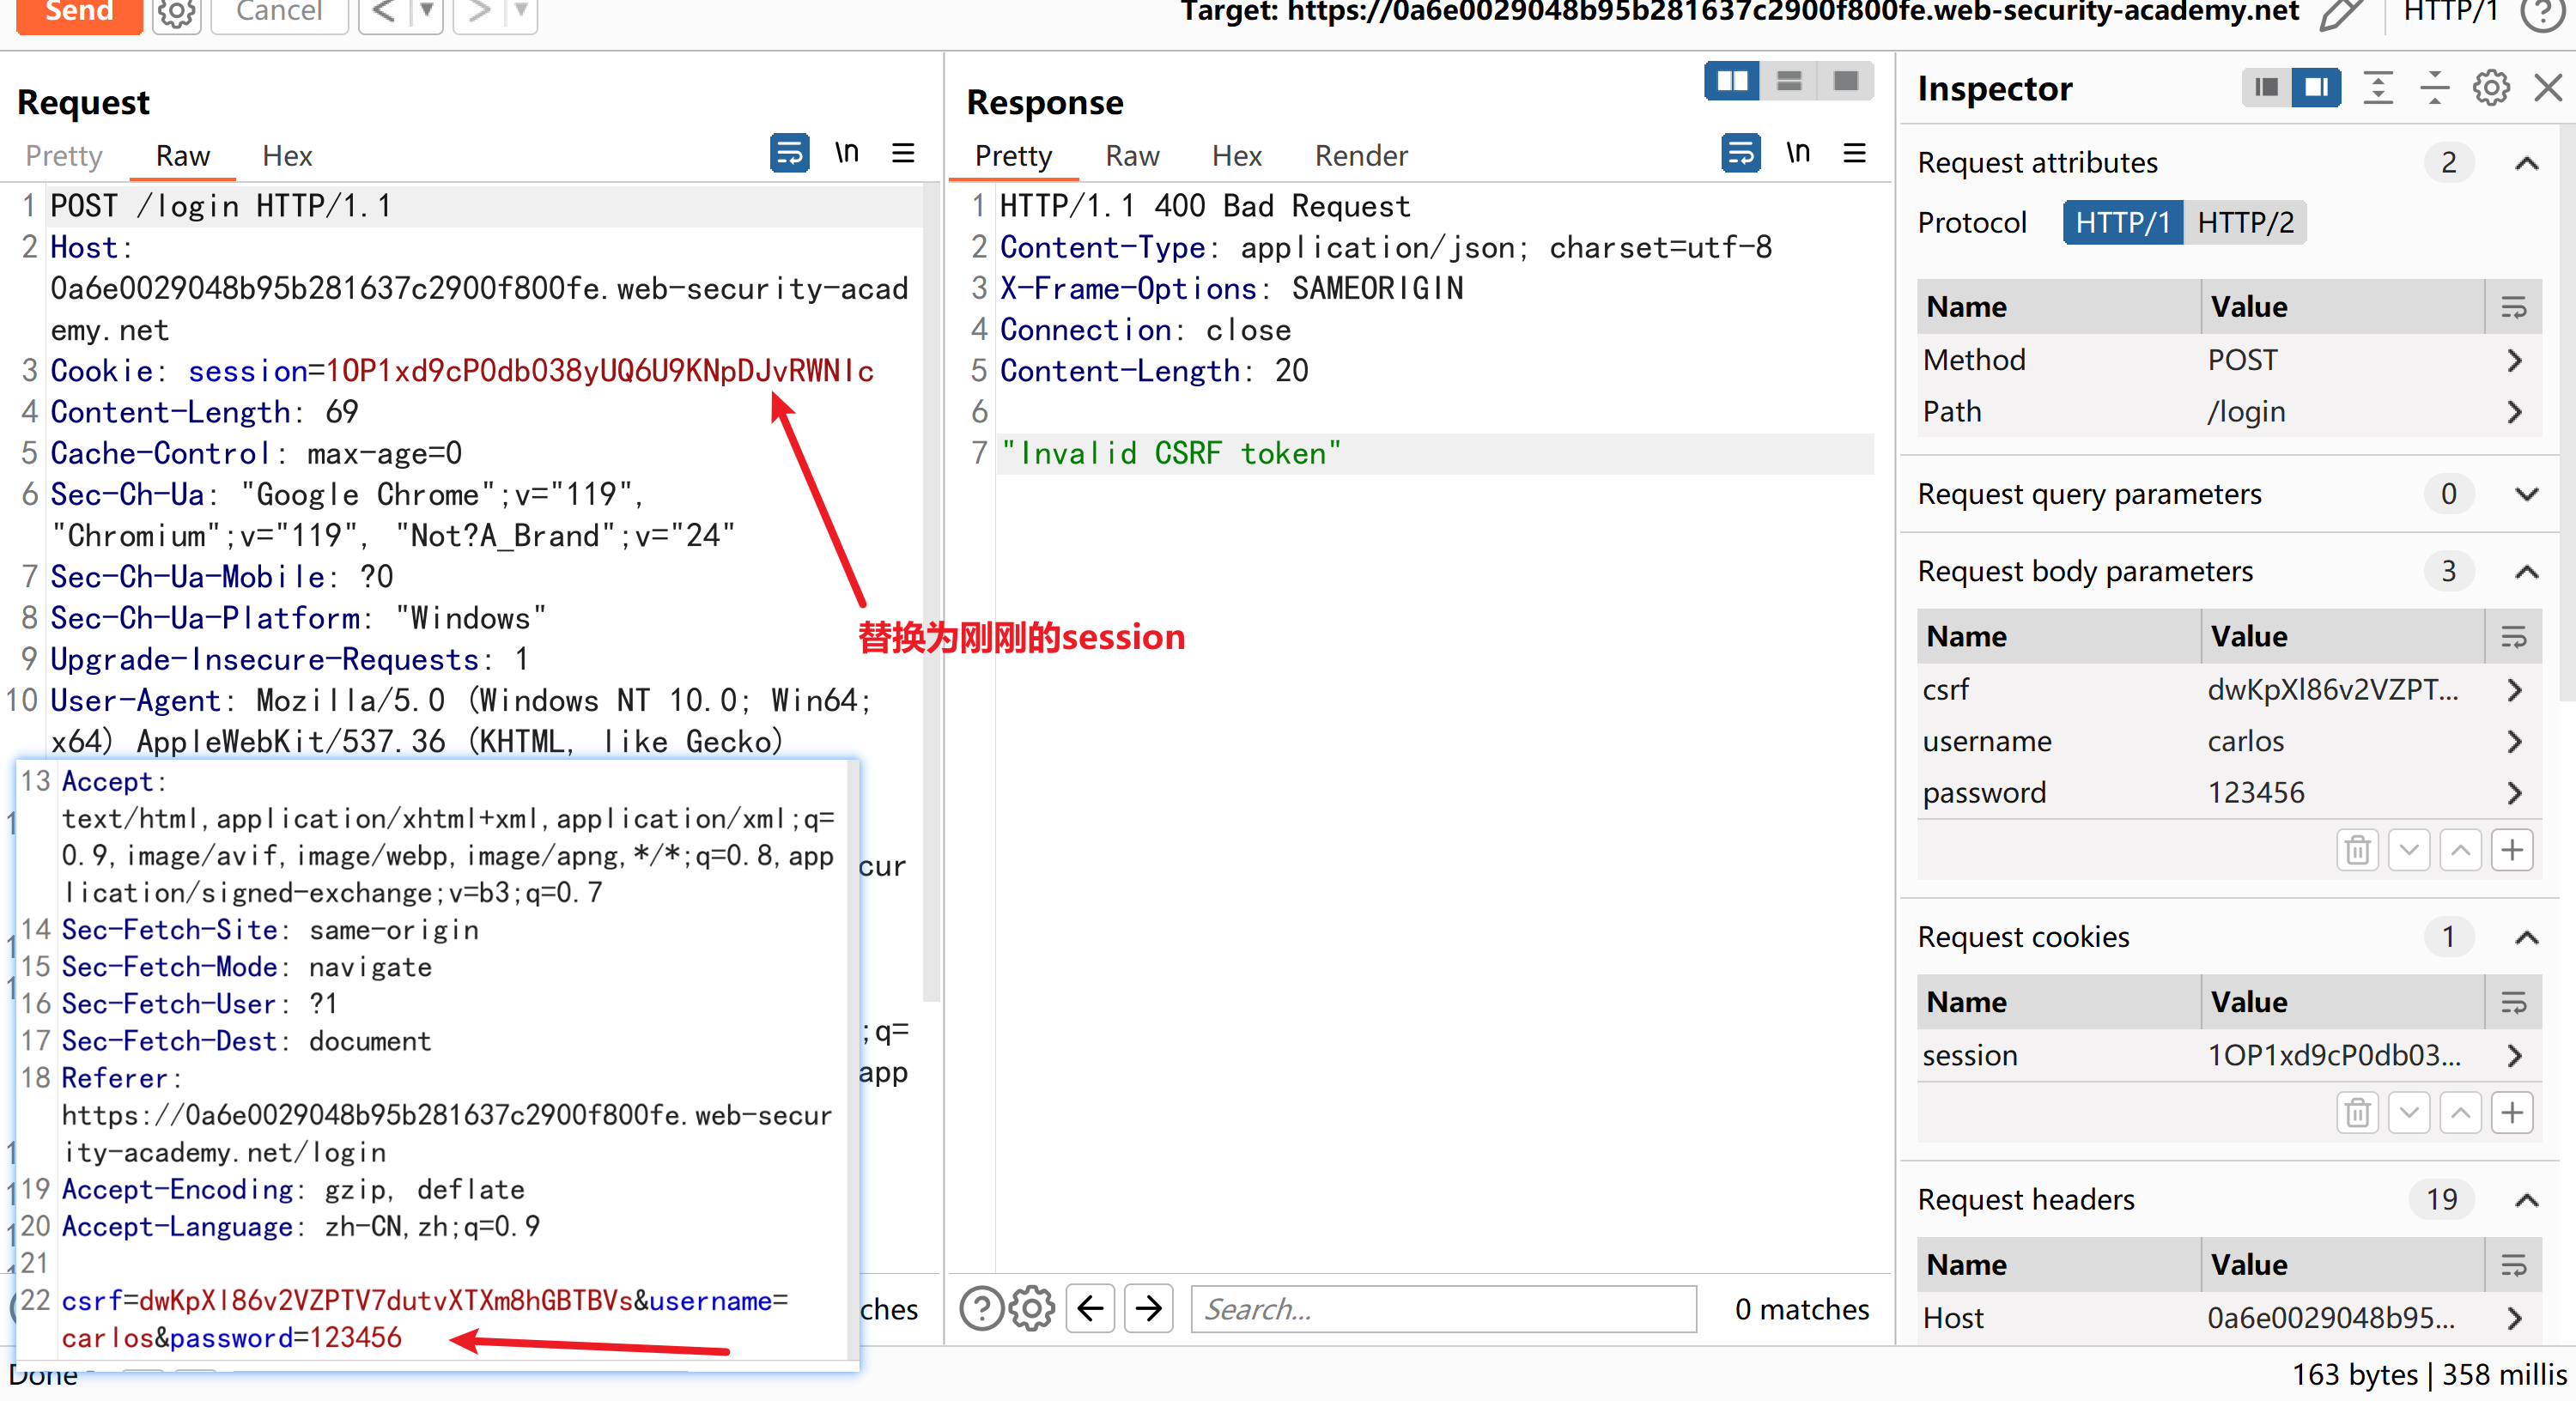 Send
Cancel
Target: https://0a6e0029048b95b281637c2900f800fe.web-security-academy.net
HTTP/1
Request
Pretty
Raw
Hex
\n
1 POST /login HTTP/1.1
2 Host:
0a6e0029048b95b281637c2900f800fe.web-security-acad
emy.net
3 Cookie: session=1OP1xd9cP0db038yUQ6U9KNpDJvRWNIc
4 Content-Length: 69
5 Cache-Control: max-age=0
6 Sec-Ch-Ua: "Google Chrome";v="119",
"Chromium";v="119", "Not?A_Brand";v="24"
7 Sec-Ch-Ua-Mobile: ?0
8 Sec-Ch-Ua-Platform: "Windows"
9 Upgrade-Insecure-Requests: 1
10 User-Agent: Mozilla/5.0 (Windows NT 10.0; Win64;
x64) AppleWebKit/537.36 (KHTML, like Gecko)
替换为刚刚的session
13 Accept:
text/html,application/xhtml+xml,application/xml;q=
0.9,image/avif,image/webp,image/apng,*/*;q=0.8,app
lication/signed-exchange;v=b3;q=0.7
14 Sec-Fetch-Site: same-origin
15 Sec-Fetch-Mode: navigate
16 Sec-Fetch-User: ?1
17 Sec-Fetch-Dest: document
18 Referer:
https://0a6e0029048b95b281637c2900f800fe.web-secur
ity-academy.net/login
19 Accept-Encoding: gzip, deflate
20 Accept-Language: zh-CN,zh;q=0.9
21
22 csrf=dwKpXl86v2VZPTV7dutvXTXm8hGBTBVs&username=
carlos&password=123456
cur
;q=
app
ches
Done
Response
Pretty
Raw
Hex
Render
\n
1 HTTP/1.1 400 Bad Request
2 Content-Type: application/json; charset=utf-8
3 X-Frame-Options: SAMEORIGIN
4 Connection: close
5 Content-Length: 20
6
7 "Invalid CSRF token"
Search...
0 matches
Inspector
Request attributes 2
Protocol HTTP/1 HTTP/2
Name Value
Method POST
Path /login
Request query parameters 0
Request body parameters 3
Name Value
csrf dwKpXl86v2VZPT...
username carlos
password 123456
Request cookies 1
Name Value
session 1OP1xd9cP0db03...
Request headers 19
Name Value
Host 0a6e0029048b95...
163 bytes | 358 millis